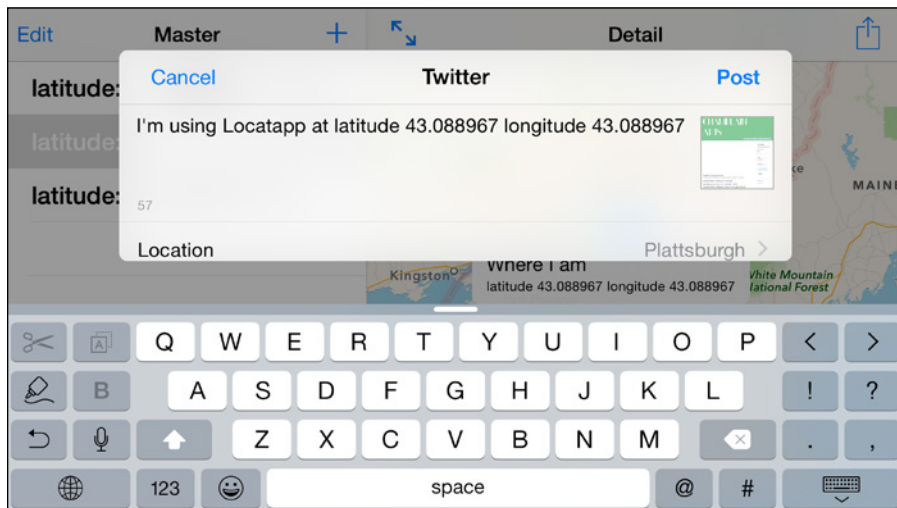 Edit
Master
+
Detail
latitude:
latitude:
latitude:
Cancel
Twitter
Post
I'm using Locatapp at latitude 43.088967 longitude 43.088967
57
Location
Plattsburgh >
ke
MAINE
Kingston
Where I am
latitude 43.088967 longitude 43.088967
White Mountain
National Forest
A
Q W E R T Y U I O P < >
B A S D F G H J K L ! ?
Z X C V B N M . ,
123 space @ #